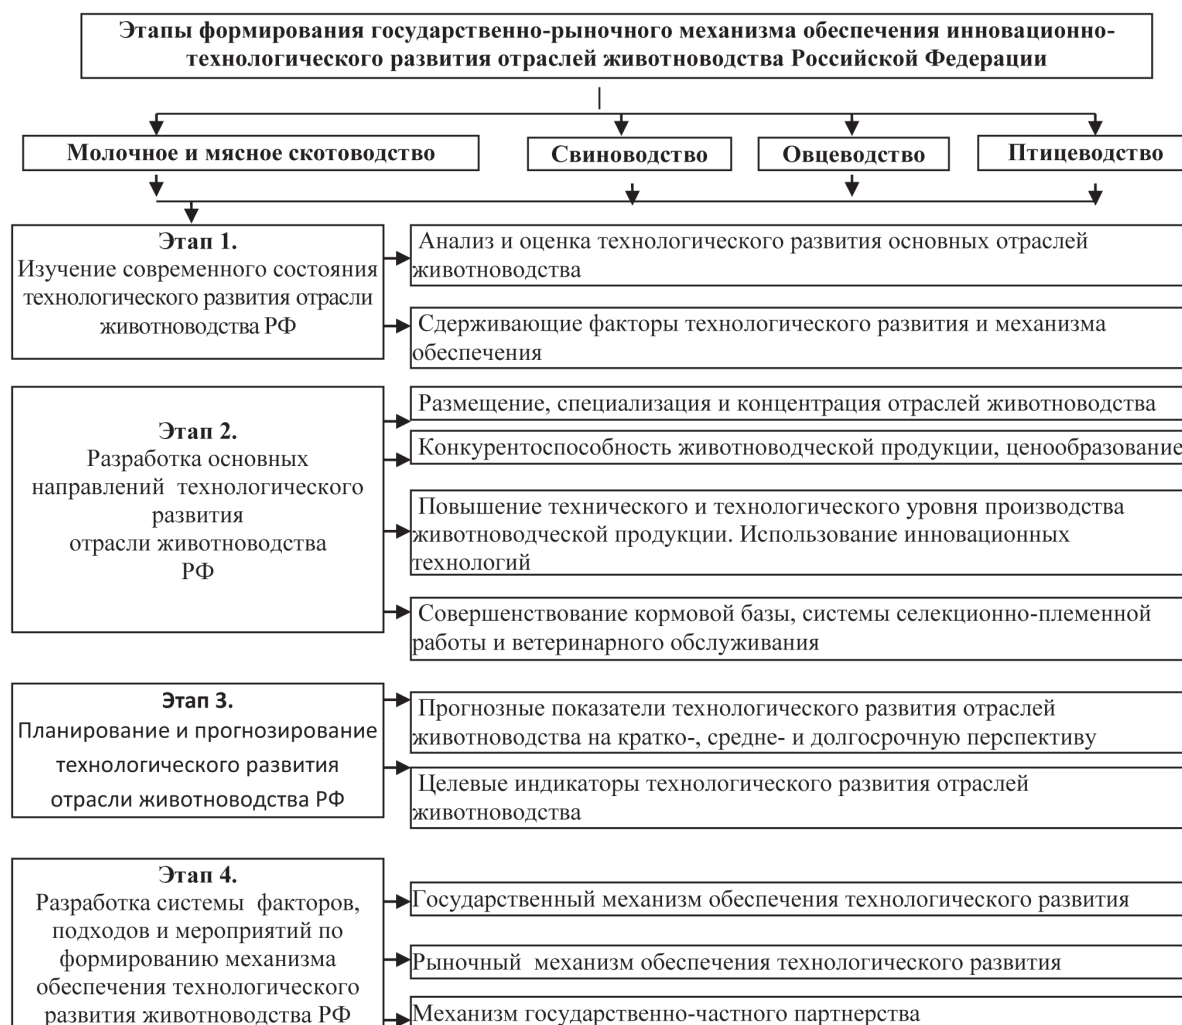 Этапы формирования государственно-рыночного механизма обеспечения инновационно-
технологического развития отраслей животноводства Российской Федерации
Молочное и мясное скотоводство
Свиноводство
Овцеводство
Птицеводство
Этап 1.
Изучение современного состояния
технологического развития отрасли
животноводства РФ
Анализ и оценка технологического развития основных отраслей
животноводства
Сдерживающие факторы технологического развития и механизма
обеспечения
Этап 2.
Разработка основных
направлений технологического
развития
отрасли животноводства
РФ
Размещение, специализация и концентрация отраслей животноводства
Конкурентоспособность животноводческой продукции, ценообразование
Повышение технического и технологического уровня производства
животноводческой продукции. Использование инновационных
технологий
Совершенствование кормовой базы, системы селекционно-племенной
работы и ветеринарного обслуживания
Этап 3.
Планирование и прогнозирование
технологического развития
отрасли животноводства РФ
Прогнозные показатели технологического развития отраслей
животноводства на кратко-, средне- и долгосрочную перспективу
Целевые индикаторы технологического развития отраслей
животноводства
Этап 4.
Разработка системы факторов,
подходов и мероприятий по
формированию механизма
обеспечения технологического
развития животноводства РФ
Государственный механизм обеспечения технологического развития
Рыночный механизм обеспечения технологического развития
Механизм государственно-частного партнерства